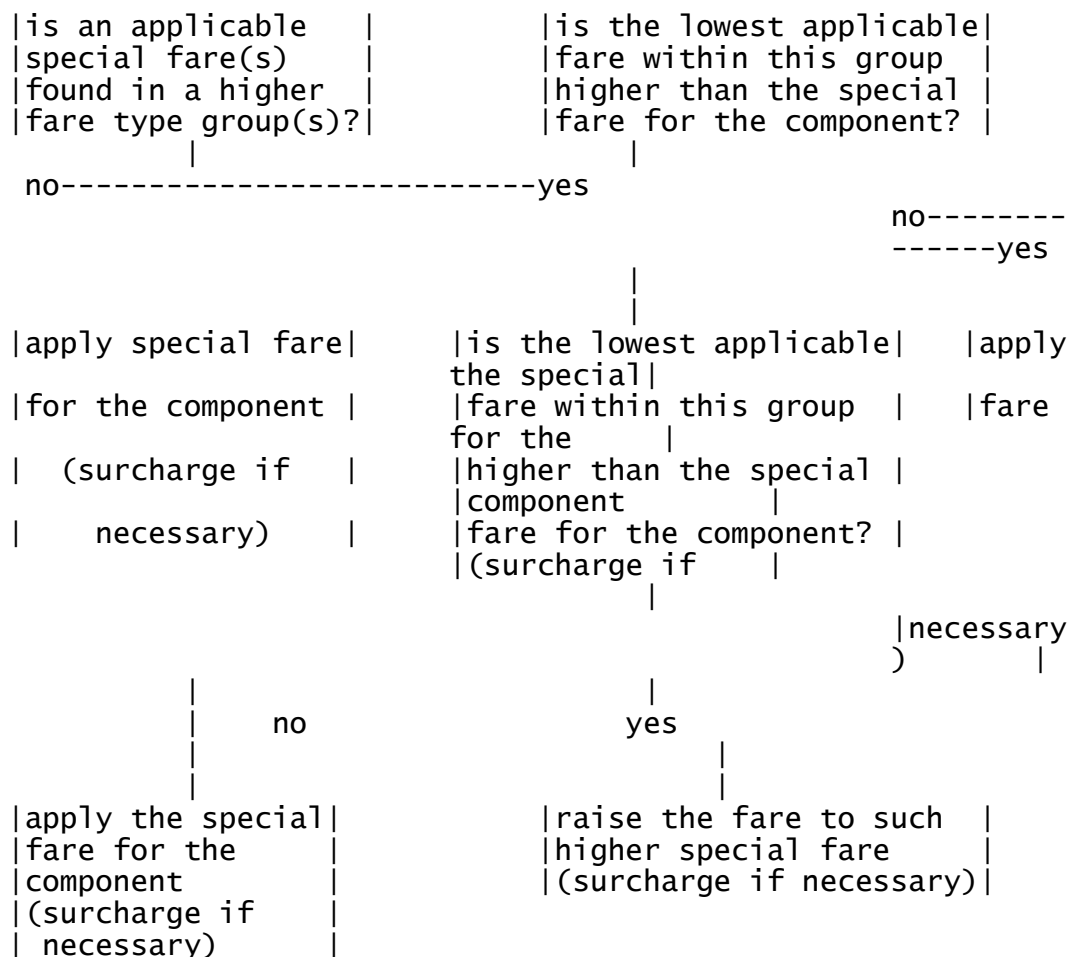 |is an applicable   |          |is the lowest applicable|
|special fare(s)    |          |fare within this group  |
|found in a higher  |          |higher than the special |
|fare type group(s)?|          |fare for the component? |
          |                         |
 no---------------------------yes
                                                  no--------
                                                  ------yes
                                    |
                                    |
|apply special fare|     |is the lowest applicable|   |apply
                         the special|
|for the component |     |fare within this group  |   |fare
                         for the    |
|  (surcharge if   |     |higher than the special |
                         |component        |
|    necessary)    |     |fare for the component? |
                         |(surcharge if    |
                                    |
                                                  |necessary
                                                  )       |
          |                         |
          |    no                  yes
          |                             |
          |                             |
|apply the special|           |raise the fare to such  |
|fare for the     |           |higher special fare     |
|component        |           |(surcharge if necessary)|
|(surcharge if    |
| necessary)      |